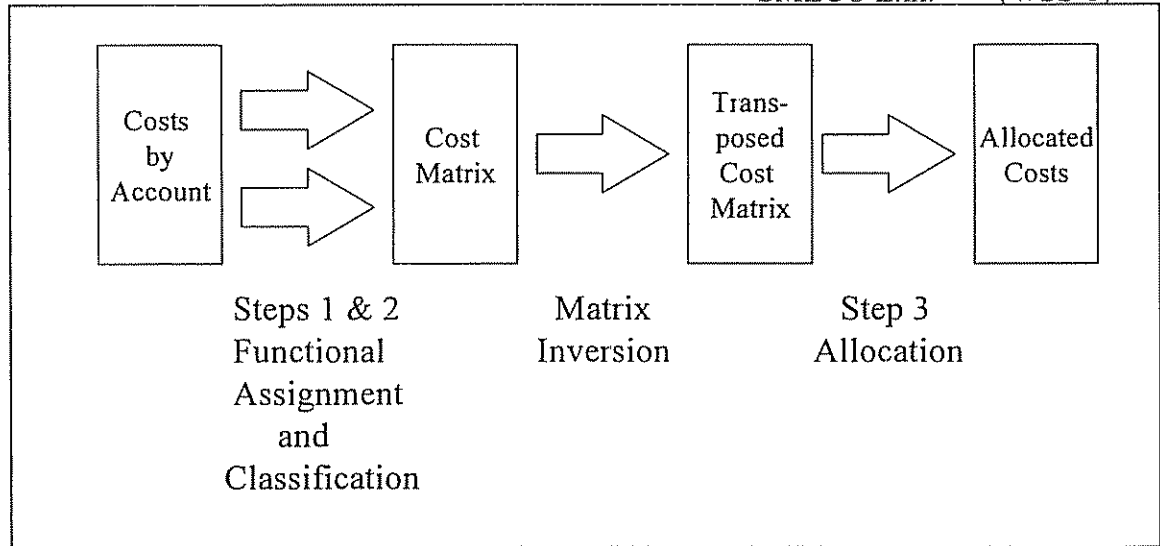 Costs
by
Account
Cost
Matrix
Trans-
posed
Cost
Matrix
Allocated
Costs
Steps 1 & 2
Functional
Assignment
and
Classification
Matrix
Inversion
Step 3
Allocation